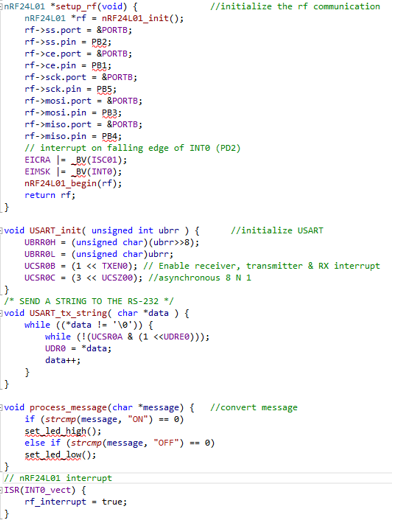 nRF24L01 *setup_rf(void) { //initialize the rf communication
nRF24L01 *rf = nRF24L01_init();
rf->ss.port = &PORTB;
rf->ss.pin = PB2;
rf->ce.port = &PORTB;
rf->ce.pin = PB1;
rf->sck.port = &PORTB;
rf->sck.pin = PB5;
rf->mosi.port = &PORTB;
rf->mosi.pin = PB3;
rf->miso.port = &PORTB;
rf->miso.pin = PB4;
// interrupt on falling edge of INT0 (PD2)
EICRA |= _BV(ISC01);
EIMSK |= _BV(INT0);
nRF24L01_begin(rf);
return rf;
}
void USART_init( unsigned int ubrr ) { //initialize USART
UBRR0H = (unsigned char)(ubrr>>8);
UBRR0L = (unsigned char)ubrr;
UCSR0B = (1 << TXEN0); // Enable receiver, transmitter & RX interrupt
UCSR0C = (3 << UCSZ00); //asynchronous 8 N 1
}
/* SEND A STRING TO THE RS-232 */
void USART_tx_string( char *data ) {
while ((*data != '\0')) {
while (!(UCSR0A & (1 <<UDRE0)));
UDR0 = *data;
data++;
}
}
void process_message(char *message) { //convert message
if (strcmp(message, "ON") == 0)
set_led_high();
else if (strcmp(message, "OFF") == 0)
set_led_low();
}
// nRF24L01 interrupt
ISR(INT0_vect) {
rf_interrupt = true;
}